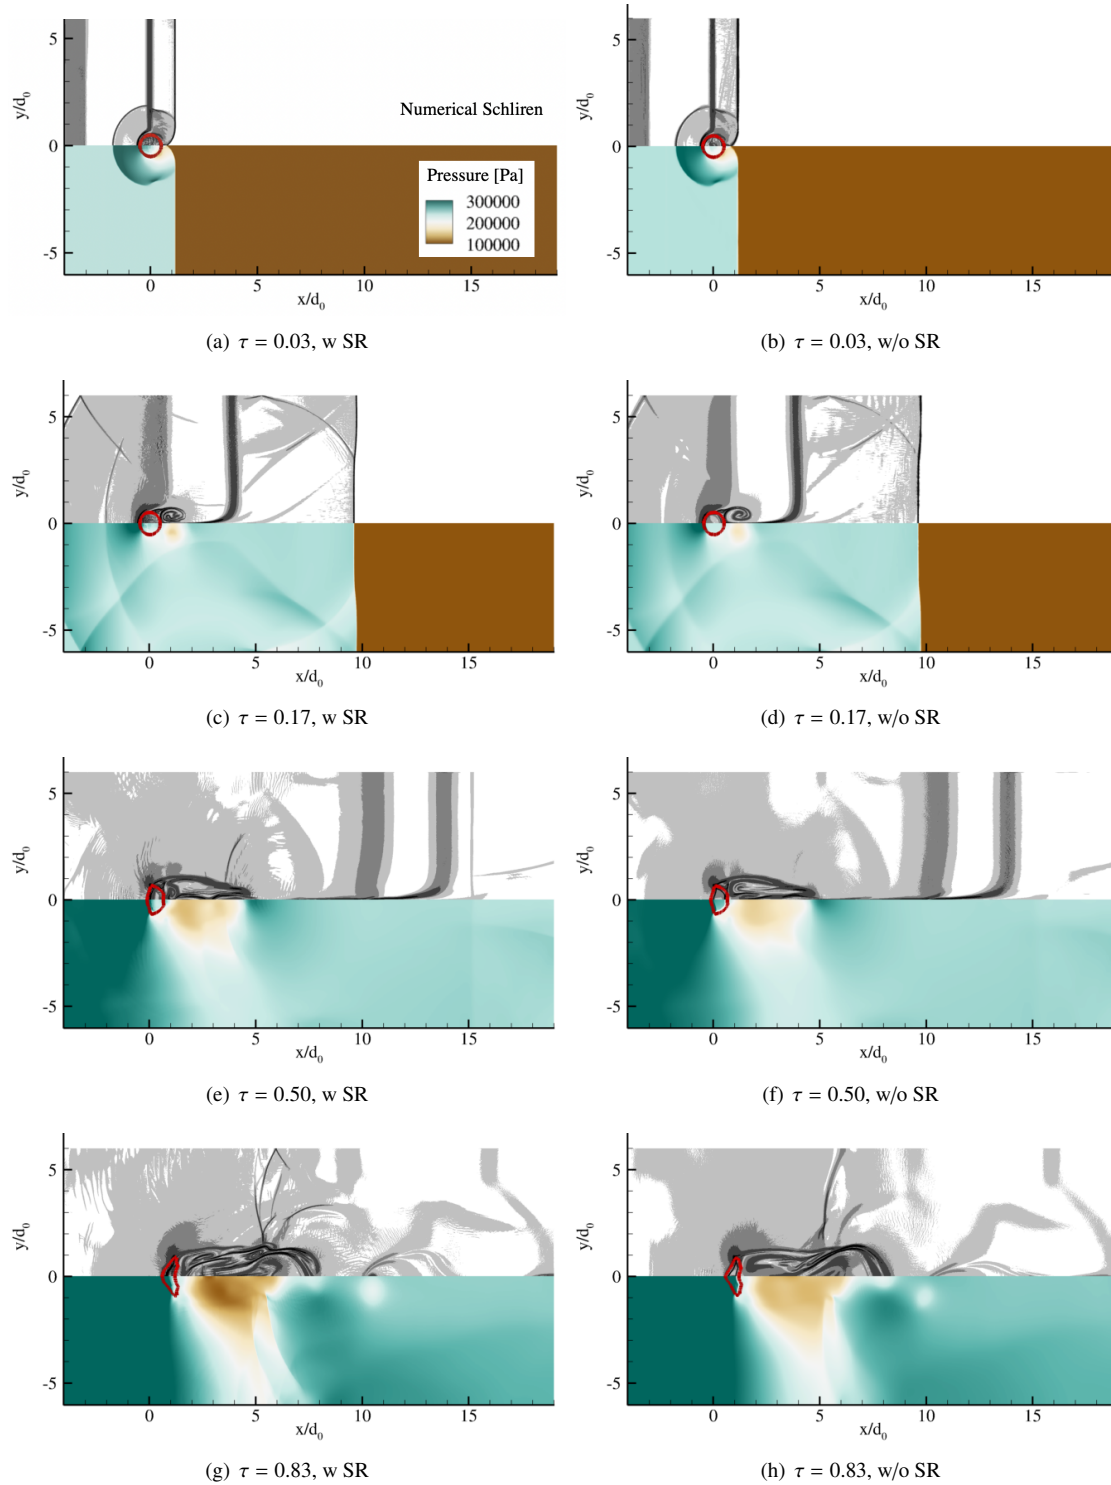 5
0
-5
y/d0
Numerical Schliren
Pressure [Pa]
300000
200000
100000
0 5 10 15
x/d0
(a) τ = 0.03, w SR
5
0
-5
y/d0
0 5 10 15
x/d0
(b) τ = 0.03, w/o SR
5
0
-5
y/d0
0 5 10 15
x/d0
(c) τ = 0.17, w SR
5
0
-5
y/d0
0 5 10 15
x/d0
(d) τ = 0.17, w/o SR
5
0
-5
y/d0
0 5 10 15
x/d0
(e) τ = 0.50, w SR
5
0
-5
y/d0
0 5 10 15
x/d0
(f) τ = 0.50, w/o SR
5
0
-5
y/d0
0 5 10 15
x/d0
(g) τ = 0.83, w SR
5
0
-5
y/d0
0 5 10 15
x/d0
(h) τ = 0.83, w/o SR